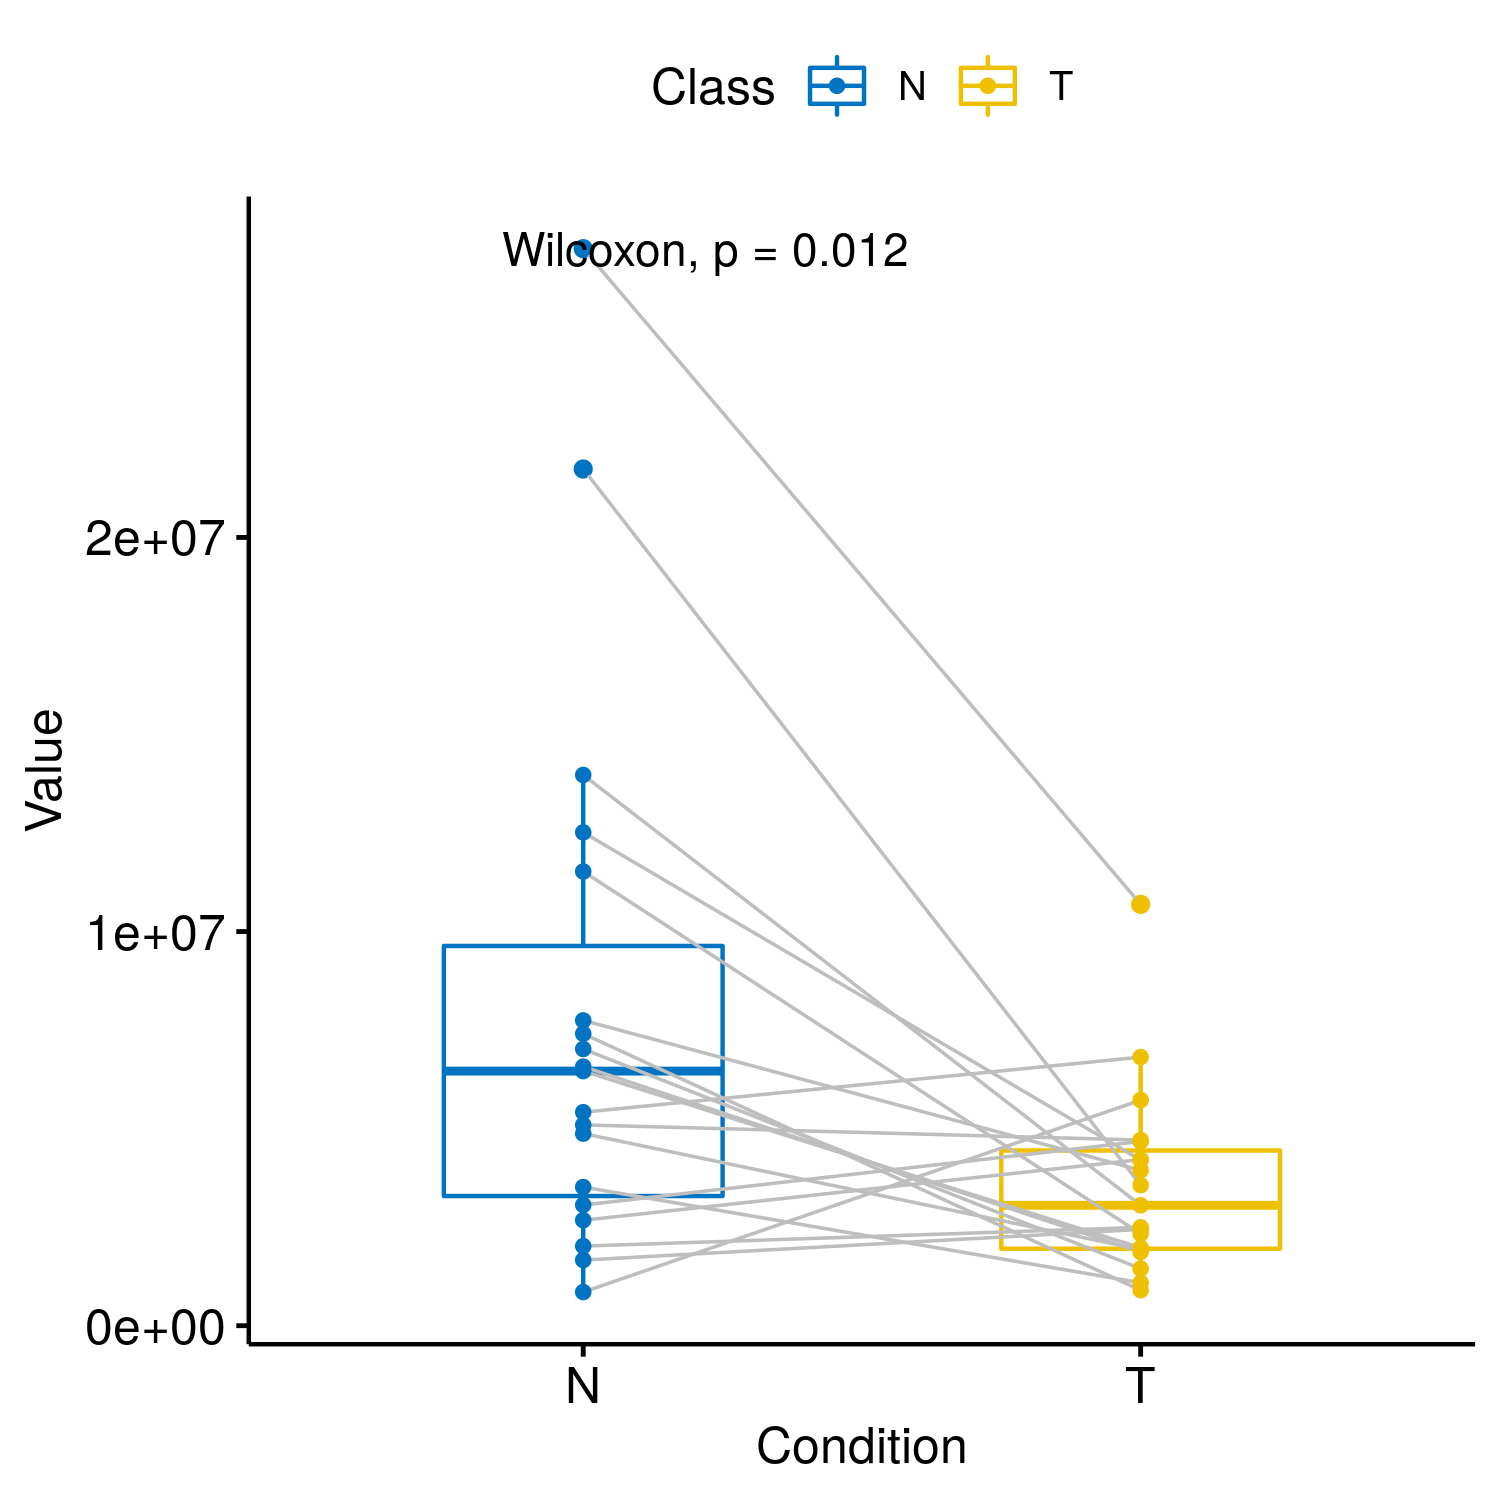 Class N T
Wilcoxon, p = 0.012
2e+07
1e+07
0e+00
Value
N T
Condition